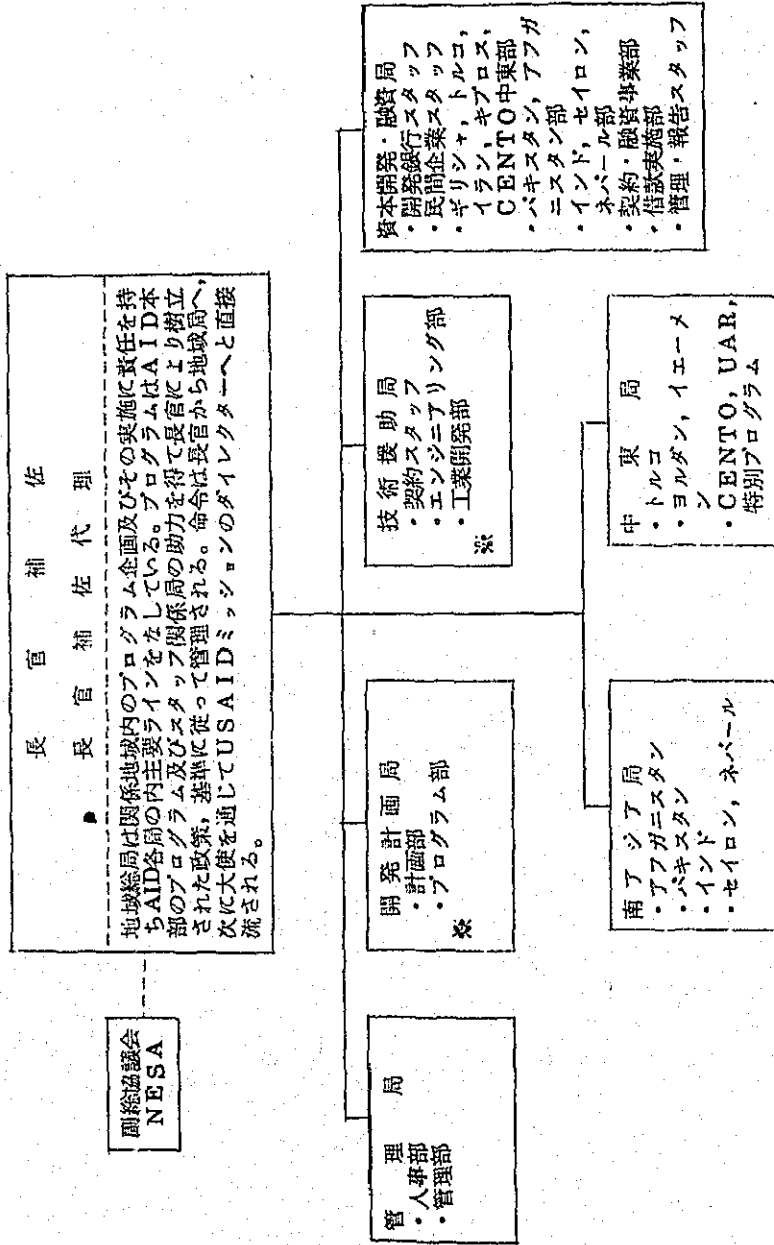 長官補佐
長官補佐代理
地域総局は関係地域内のプログラム企画及びその実施に責任を持
ちAID各局の内主要ラインをなしている。プログラムはAID本
部のプログラム及びスタッフ関係局の助力を得て長官により樹立
された政策，基準に従って管理される。命令は長官から地域局へ，
次に大使を通じてUSAIDミッションのダイレクターへと直接
流される。
副総協議会
NESA
管理局
・人事部
・管理部
開発計画局
・計画部
・プログラム部
※
技術援助局
・契約スタッフ
・エンジニアリング部
・工業開発部
※
資本開発・融資局
・開発銀行スタッフ
・民間企業スタッフ
・ギリシャ，トルコ，
イラン，キプロス，
CENTO中東部
・パキスタン，アフガ
ニスタン部
・インド，セイロン，
ネパール部
・契約・融資事業部
・借款実施部
・管理・報告スタッフ
南アジア局
・アフガニスタン
・パキスタン
・インド
・セイロン，ネパール
中東局
・トルコ
・ヨルダン，イエーメ
ン
・CENTO，UAR，
特別プログラム